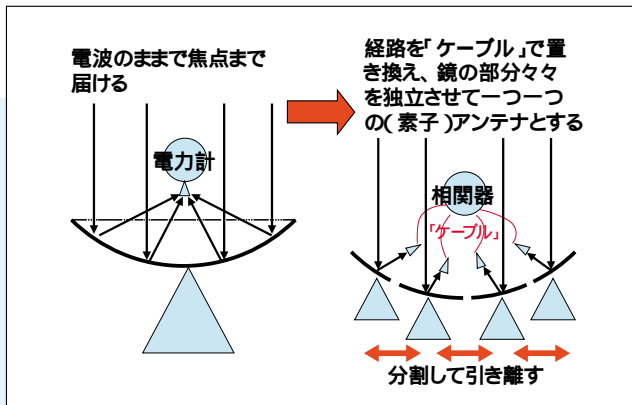 電波のままで焦点まで
届ける
電力計
経路を「ケーブル」で置
き換え、鏡の部分々々
を独立させて一つ一つ
の(素子)アンテナとする
相関器
「ケーブル」
分割して引き離す